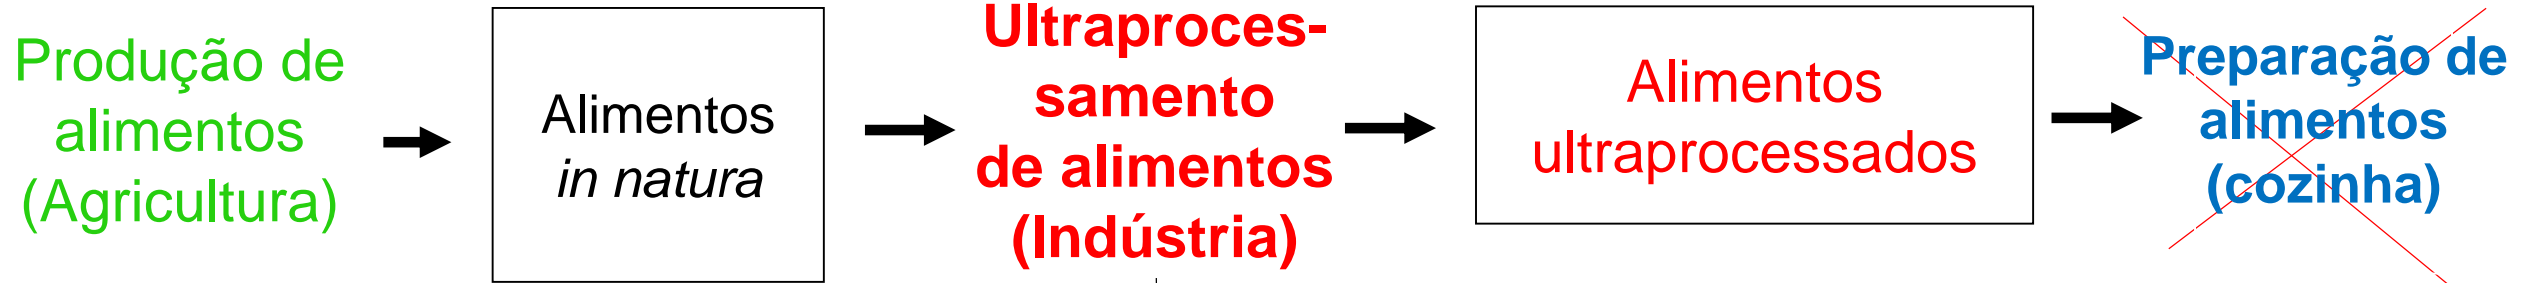 Produção de
alimentos
(Agricultura)
Alimentos
in natura
Ultraproces-
samento
de alimentos
(Indústria)
Alimentos
ultraprocessados
Preparação de
alimentos
(cozinha)